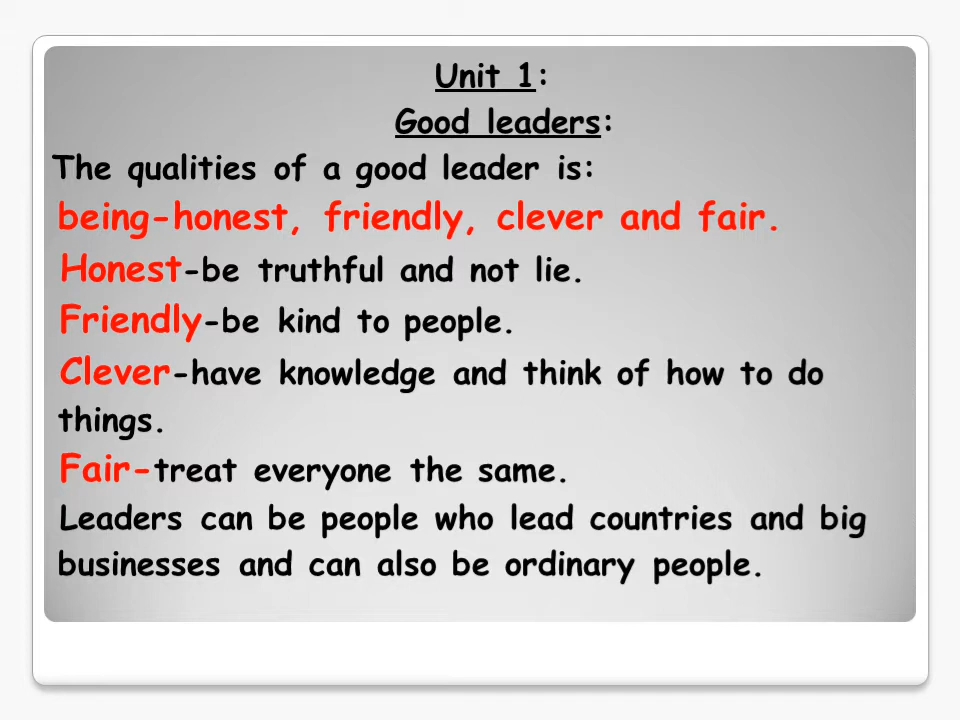 Unit 1:
Good leaders:
The qualities of a good leader is:
being-honest, friendly, clever and fair.
Honest-be truthful and not lie.
Friendly-be kind to people.
Clever-have knowledge and think of how to do
things.
Fair-treat everyone the same.
Leaders can be people who lead countries and big
businesses and can also be ordinary people.